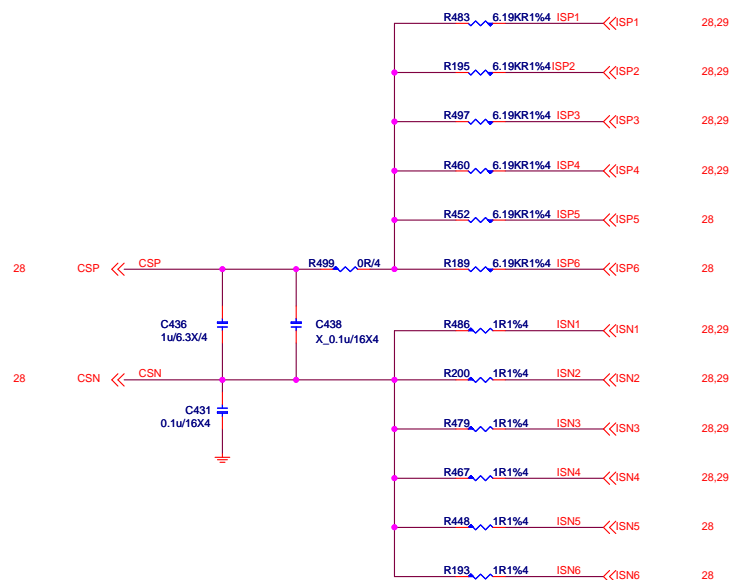 R483 6.19KR1%4 ISP1 ISP1 28,29
R195 6.19KR1%4 ISP2 ISP2 28,29
R497 6.19KR1%4 ISP3 ISP3 28,29
R460 6.19KR1%4 ISP4 ISP4 28,29
R452 6.19KR1%4 ISP5 ISP5 28
28 CSP CSP R499 0R/4 R189 6.19KR1%4 ISP6 ISP6 28
C436 C438 R486 1R1%4 ISN1 ISN1 28,29
1u/6.3X/4 X_0.1u/16X4
28 CSN CSN R200 1R1%4 ISN2 ISN2 28,29
C431
0.1u/16X4 R479 1R1%4 ISN3 ISN3 28,29
R467 1R1%4 ISN4 ISN4 28,29
R448 1R1%4 ISN5 ISN5 28
R193 1R1%4 ISN6 ISN6 28